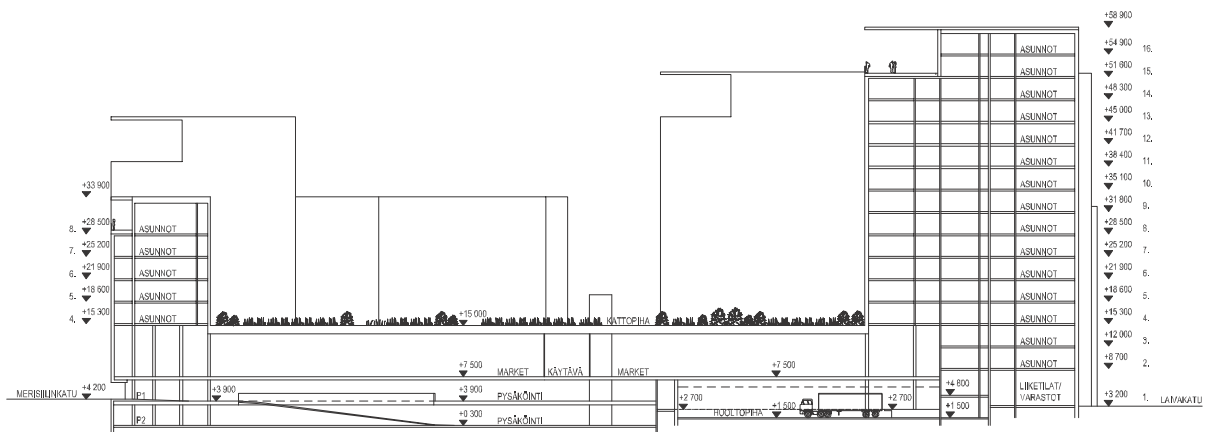 +58 900
+54 900
ASUNNOT 16.
+51 600
ASUNNOT 15.
+48 300
ASUNNOT 14.
+45 000
ASUNNOT 13.
+41 700
ASUNNOT 12.
+38 400
ASUNNOT 11.
+35 100
ASUNNOT 10.
+31 800
ASUNNOT 9.
+28 500
ASUNNOT 8.
+25 200
ASUNNOT 7.
+21 900
ASUNNOT 6.
+18 600
ASUNNOT 5.
+15 300
ASUNNOT 4.
+12 000
ASUNNOT 3.
+8 700
ASUNNOT 2.
LIIKETILAT/
VARASTOT
+3 200
1. LAIVAKATU
+33 900
+28 500
8. ASUNNOT
+25 200
7. ASUNNOT
+21 900
6. ASUNNOT
+18 600
5. ASUNNOT
+15 300
4. ASUNNOT
+15 000
KATTOPIHA
+7 500
MARKET KÄYTÄVÄ MARKET
+7 500
MERISIILINKATU
+4 200
P1
+3 900
+3 900
PYSÄKÖINTI
P2
+0 300
PYSÄKÖINTI
+2 700
HUOLTOPIHA
+1 500
+2 700
+4 800
+1 500